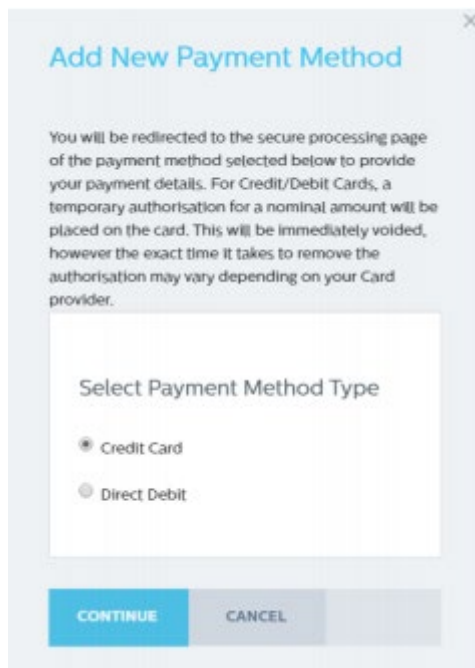 Add New Payment Method
You will be redirected to the secure processing page
of the payment method selected below to provide
your payment details. For Credit/Debit Cards, a
temporary authorisation for a nominal amount will be
placed on the card. This will be immediately voided,
however the exact time it takes to remove the
authorisation may vary depending on your Card
provider.
Select Payment Method Type
Credit Card
Direct Debit
CONTINUE CANCEL